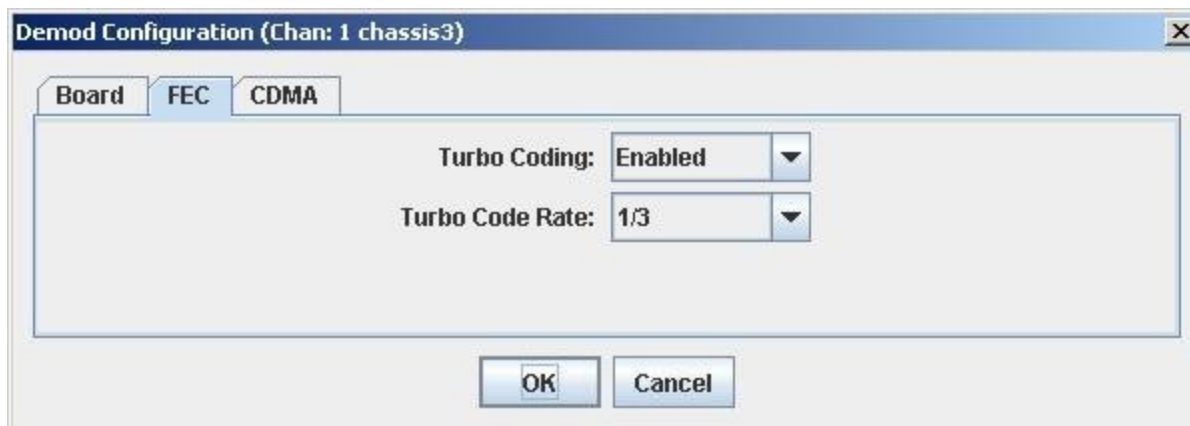 Demod Configuration (Chan: 1 chassis3)
Board FEC CDMA
Turbo Coding: Enabled
Turbo Code Rate: 1/3
OK Cancel